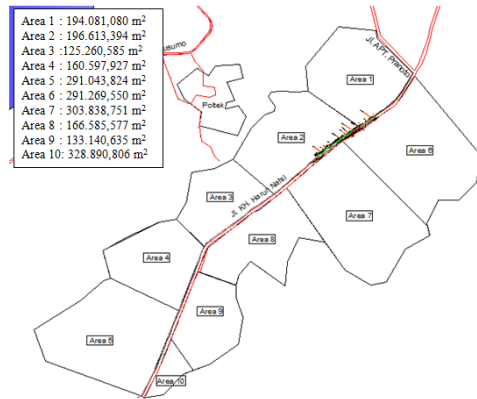 Area 1 : 194.081,080 m²
Area 2 : 196.613,394 m²
Area 3 :125.260,585 m²
Area 4 : 160.597,927 m²
Area 5 : 291.043,824 m²
Area 6 : 291.269,550 m²
Area 7 : 303.838,751 m²
Area 8 : 166.585,577 m²
Area 9 : 133.140,635 m²
Area 10: 328.890,806 m²
usumo
Jl.APT. Pranoto
Poltek
Area 1
Area 2
Area 6
Area 3
Jl. KH. Harun Nafsi
Area 7
Area 8
Area 4
Area 9
Area 5
Area 10